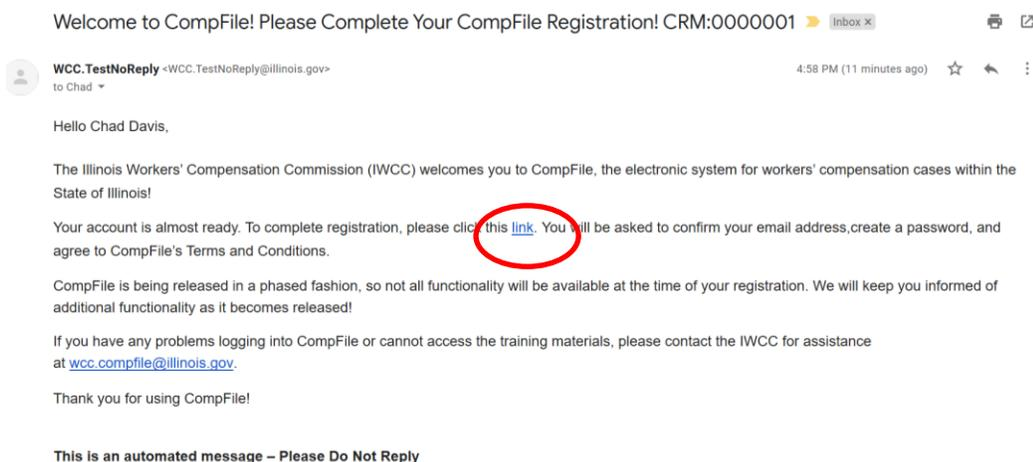 Welcome to CompFile! Please Complete Your CompFile Registration! CRM:0000001 Inbox ×
WCC.TestNoReply <WCC.TestNoReply@illinois.gov> 4:58 PM (11 minutes ago)
to Chad
Hello Chad Davis,
The Illinois Workers' Compensation Commission (IWCC) welcomes you to CompFile, the electronic system for workers' compensation cases within the
State of Illinois!
Your account is almost ready. To complete registration, please click this link. You will be asked to confirm your email address,create a password, and
agree to CompFile's Terms and Conditions.
CompFile is being released in a phased fashion, so not all functionality will be available at the time of your registration. We will keep you informed of
additional functionality as it becomes released!
If you have any problems logging into CompFile or cannot access the training materials, please contact the IWCC for assistance
at wcc.compfile@illinois.gov.
Thank you for using CompFile!
This is an automated message – Please Do Not Reply